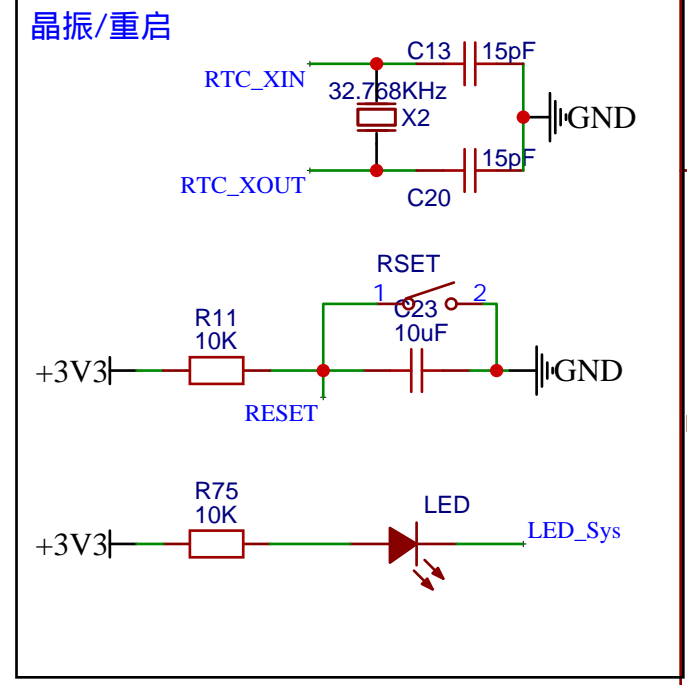 晶振/重启
C13 15pF
RTC_XIN
32.768KHz
X2
GND
15pF
RTC_XOUT
C20
RSET
1 2
C23
10uF
R11
10K
+3V3
GND
RESET
R75
10K
LED
+3V3
LED_Sys